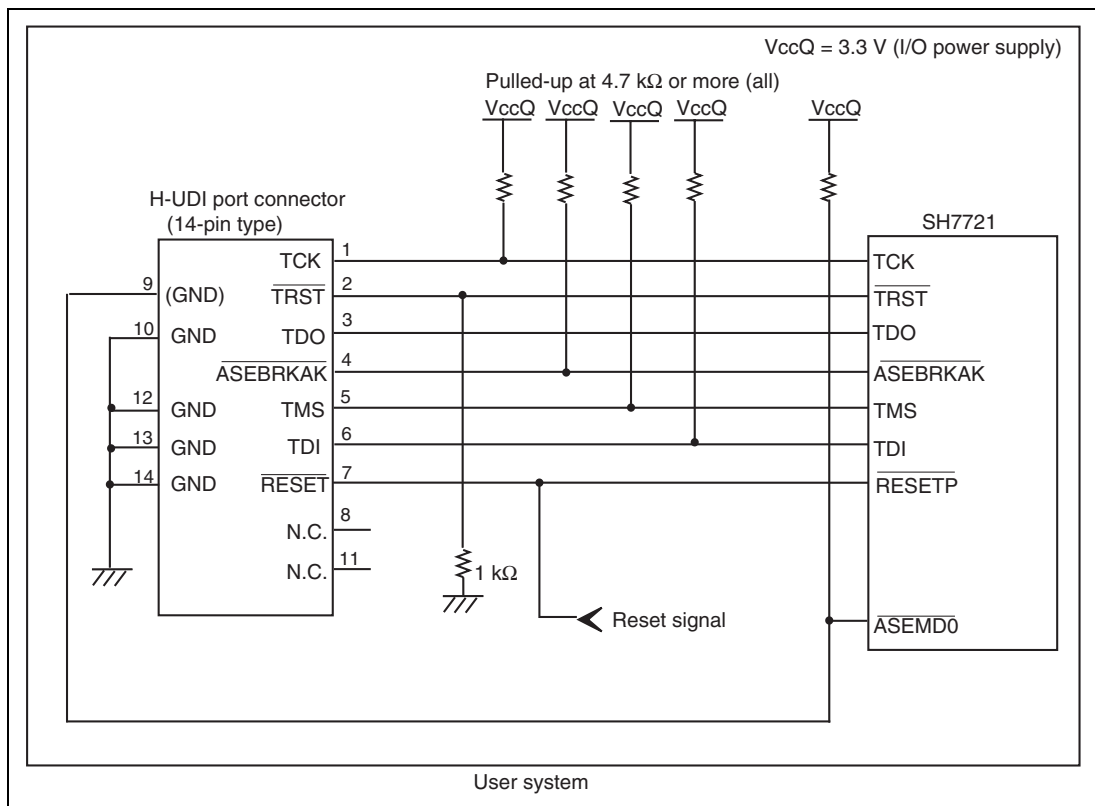 VccQ = 3.3 V (I/O power supply)
Pulled-up at 4.7 kΩ or more (all)
VccQ VccQ VccQ VccQ VccQ
H-UDI port connector
(14-pin type)
SH7721
TCK 1 TCK
9 (GND) TRST 2 TRST
10 GND TDO 3 TDO
ASEBRKAK 4 ASEBRKAK
12 GND TMS 5 TMS
13 GND TDI 6 TDI
14 GND RESET 7 RESETP
N.C. 8
N.C. 11
1 kΩ
Reset signal
ASEMD0
User system